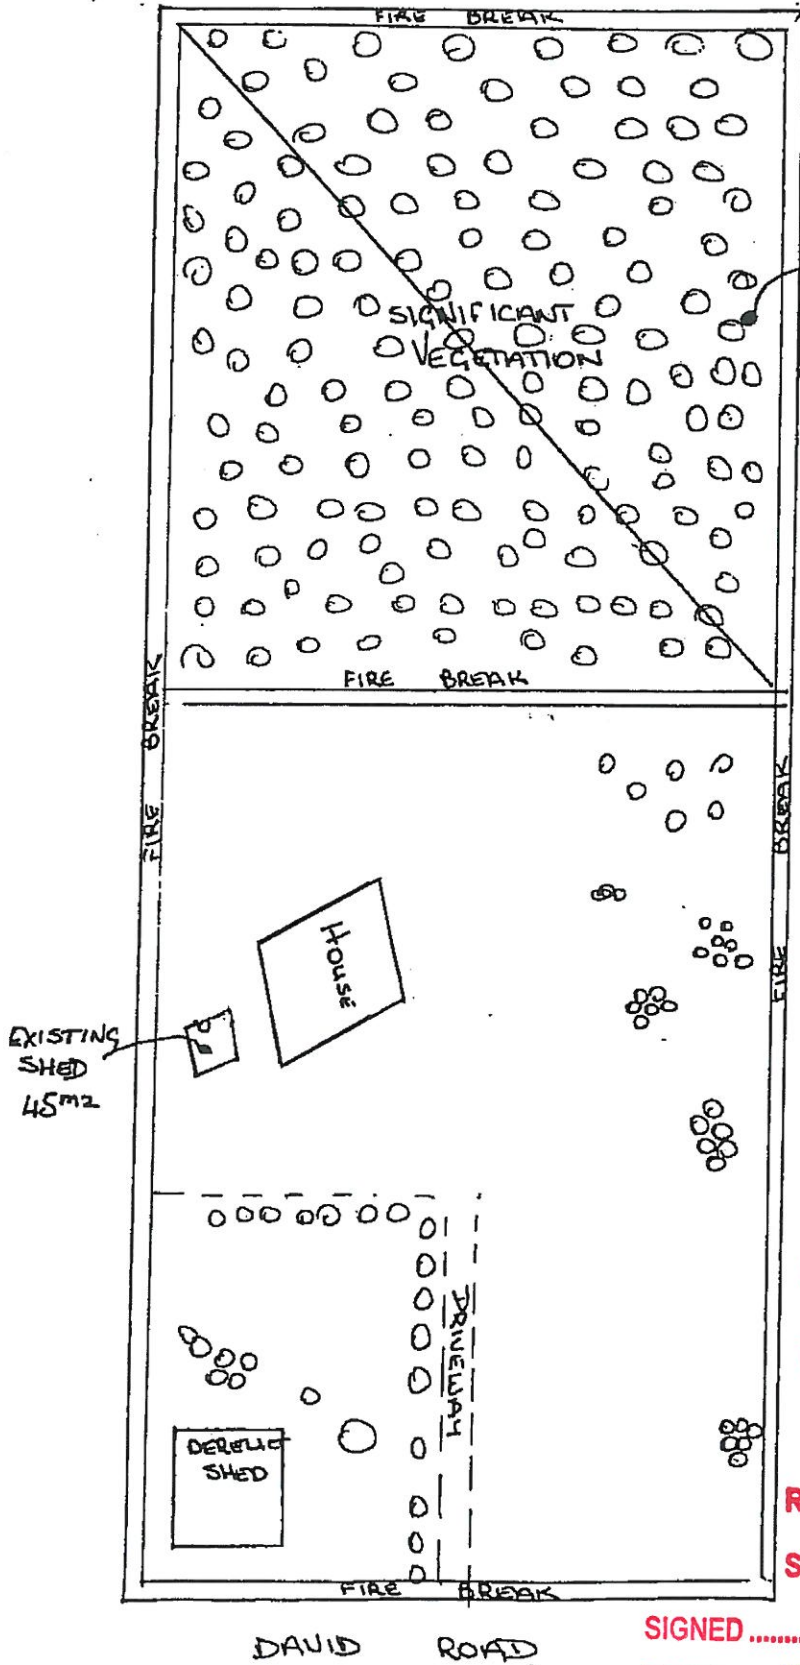 FIRE BREAK
SIGNIFICANT
VEGETATION
FIRE BREAK
FIRE BREAK
FIRE BREAK
HOUSE
EXISTING
SHED
45m2
DRIVEWAY
DERELICT
SHED
FIRE BREAK
DAVID ROAD
R
S
SIGNED ........